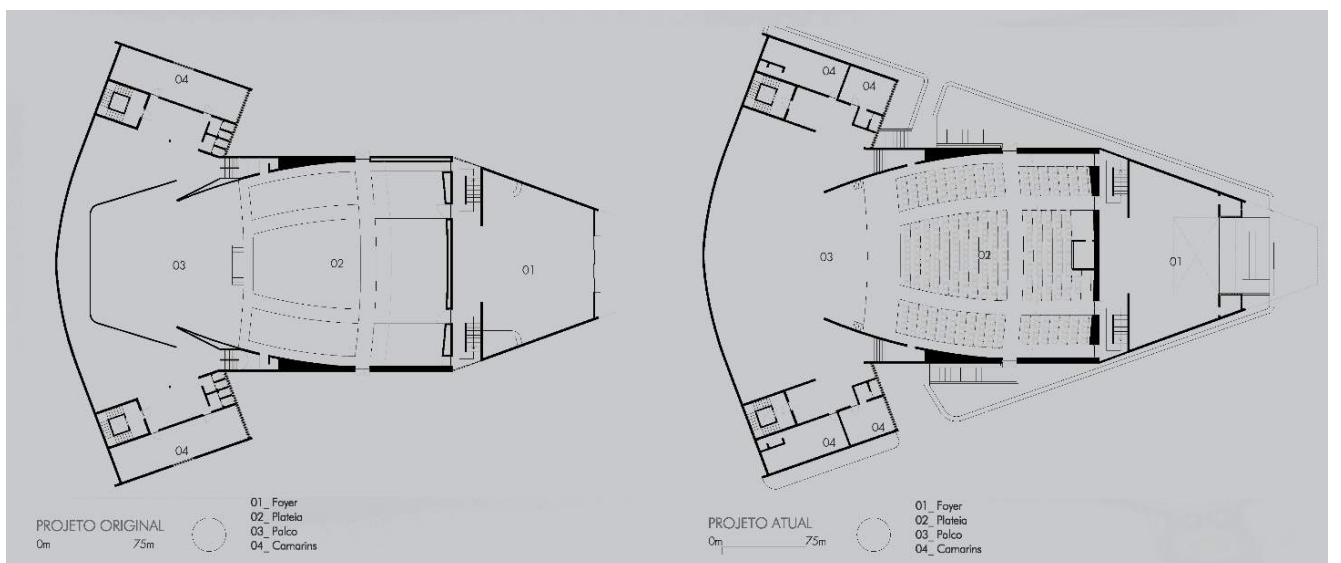 04
03
02
01
04
PROJETO ORIGINAL
0m 75m
01_ Foyer
02_ Plateia
03_ Palco
04_ Camarins
04
04
03
02
01
04
04
PROJETO ATUAL
0m 75m
01_ Foyer
02_ Plateia
03_ Palco
04_ Camarins